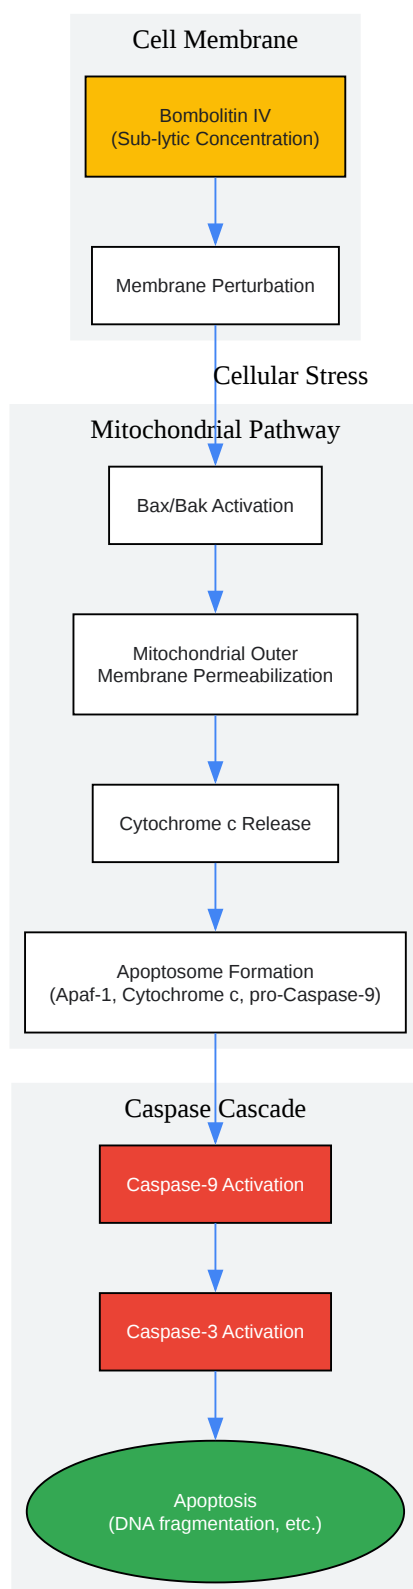 Cell Membrane
Bombolitin IV
(Sub-lytic Concentration)
Membrane Perturbation
Cellular Stress
Mitochondrial Pathway
Bax/Bak Activation
Mitochondrial Outer
Membrane Permeabilization
Cytochrome c Release
Apoptosome Formation
(Apaf-1, Cytochrome c, pro-Caspase-9)
Caspase Cascade
Caspase-9 Activation
Caspase-3 Activation
Apoptosis
(DNA fragmentation, etc.)